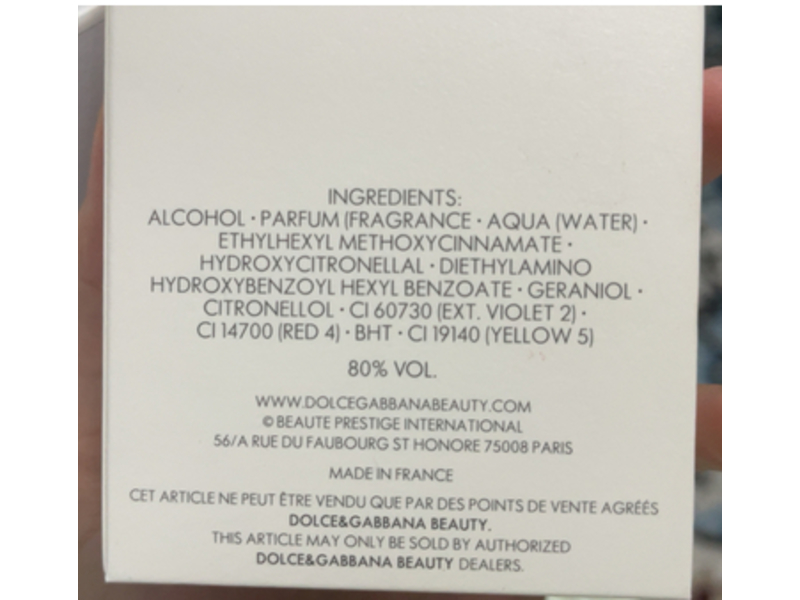 INGREDIENTS:
ALCOHOL · PARFUM (FRAGRANCE · AQUA (WATER) ·
ETHYLHEXYL METHOXYCINNAMATE ·
HYDROXYCITRONELLAL · DIETHYLAMINO
HYDROXYBENZOYL HEXYL BENZOATE · GERANIOL ·
CITRONELLOL · CI 60730 (EXT. VIOLET 2) ·
CI 14700 (RED 4) · BHT · CI 19140 (YELLOW 5)
80% VOL.
WWW.DOLCEGABBANABEAUTY.COM
© BEAUTE PRESTIGE INTERNATIONAL
56/A RUE DU FAUBOURG ST HONORE 75008 PARIS
MADE IN FRANCE
CET ARTICLE NE PEUT ÊTRE VENDU QUE PAR DES POINTS DE VENTE AGRÉÉS
DOLCE&GABBANA BEAUTY.
THIS ARTICLE MAY ONLY BE SOLD BY AUTHORIZED
DOLCE&GABBANA BEAUTY DEALERS.